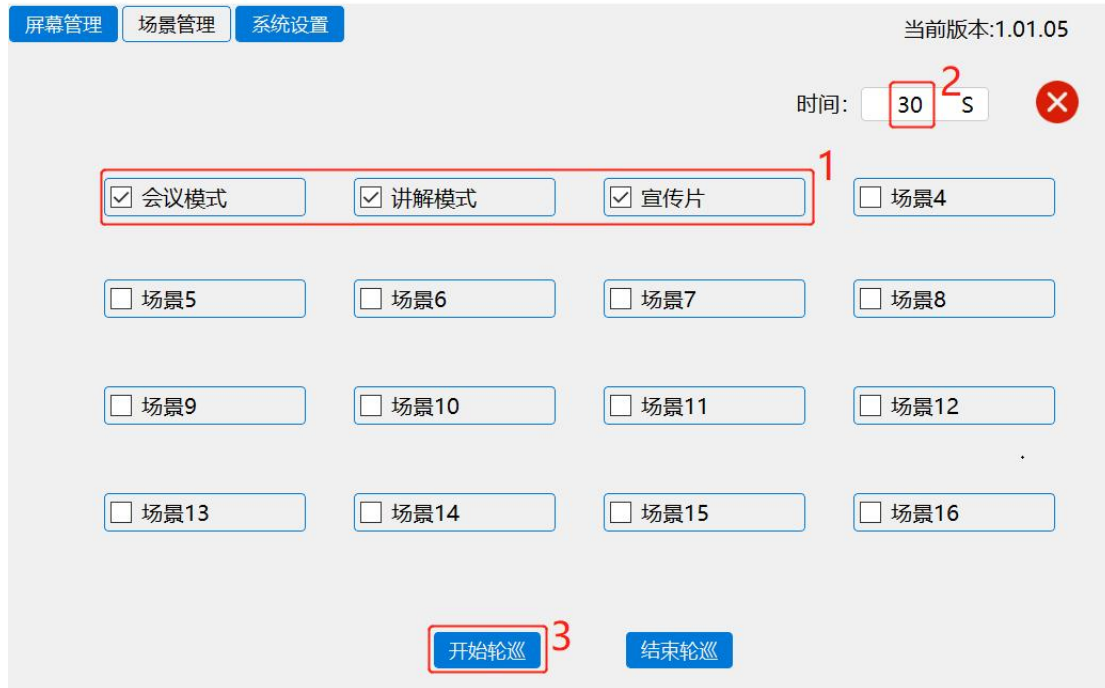 屏幕管理 场景管理 系统设置 当前版本:1.01.05
2
时间: 30 S
1
会议模式 讲解模式 宣传片 场景4
场景5 场景6 场景7 场景8
场景9 场景10 场景11 场景12
场景13 场景14 场景15 场景16
开始轮巡 3 结束轮巡